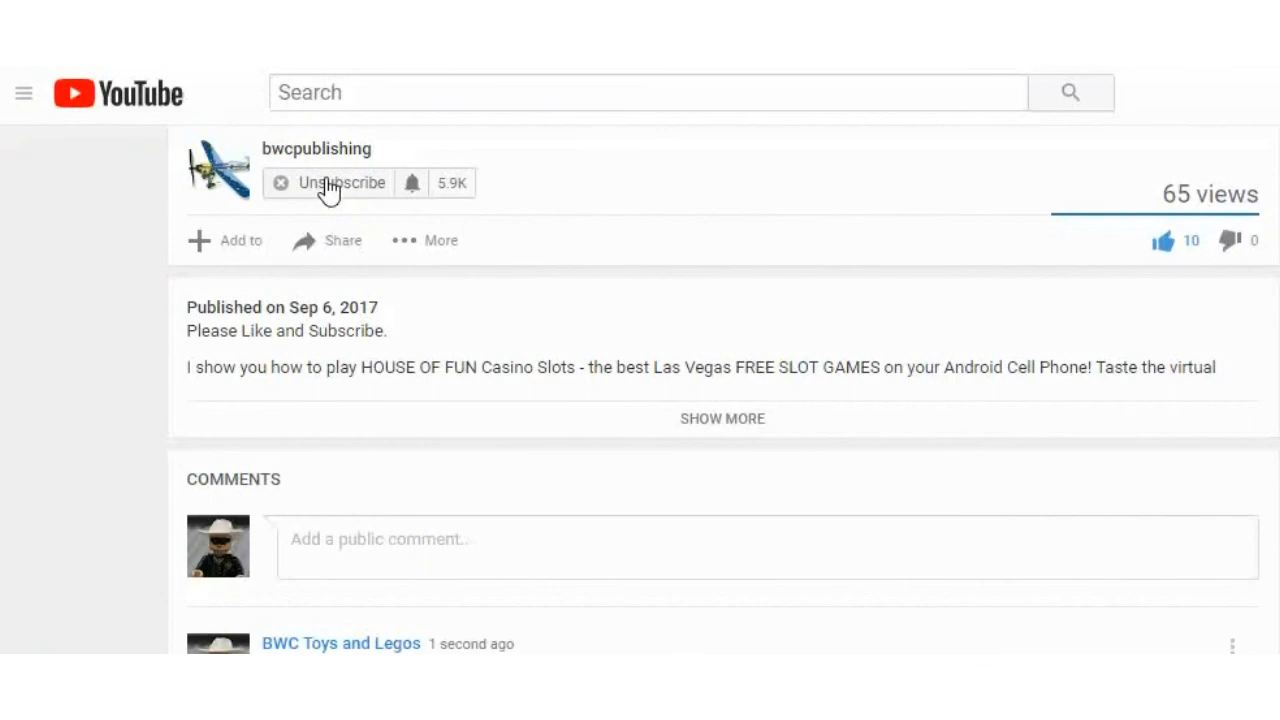 YouTube
Search
bwcpublishing
Unsubscribe 5.9K
65 views
Add to Share More 10 0
Published on Sep 6, 2017
Please Like and Subscribe.
I show you how to play HOUSE OF FUN Casino Slots - the best Las Vegas FREE SLOT GAMES on your Android Cell Phone! Taste the virtual
SHOW MORE
COMMENTS
Add a public comment...
BWC Toys and Legos 1 second ago